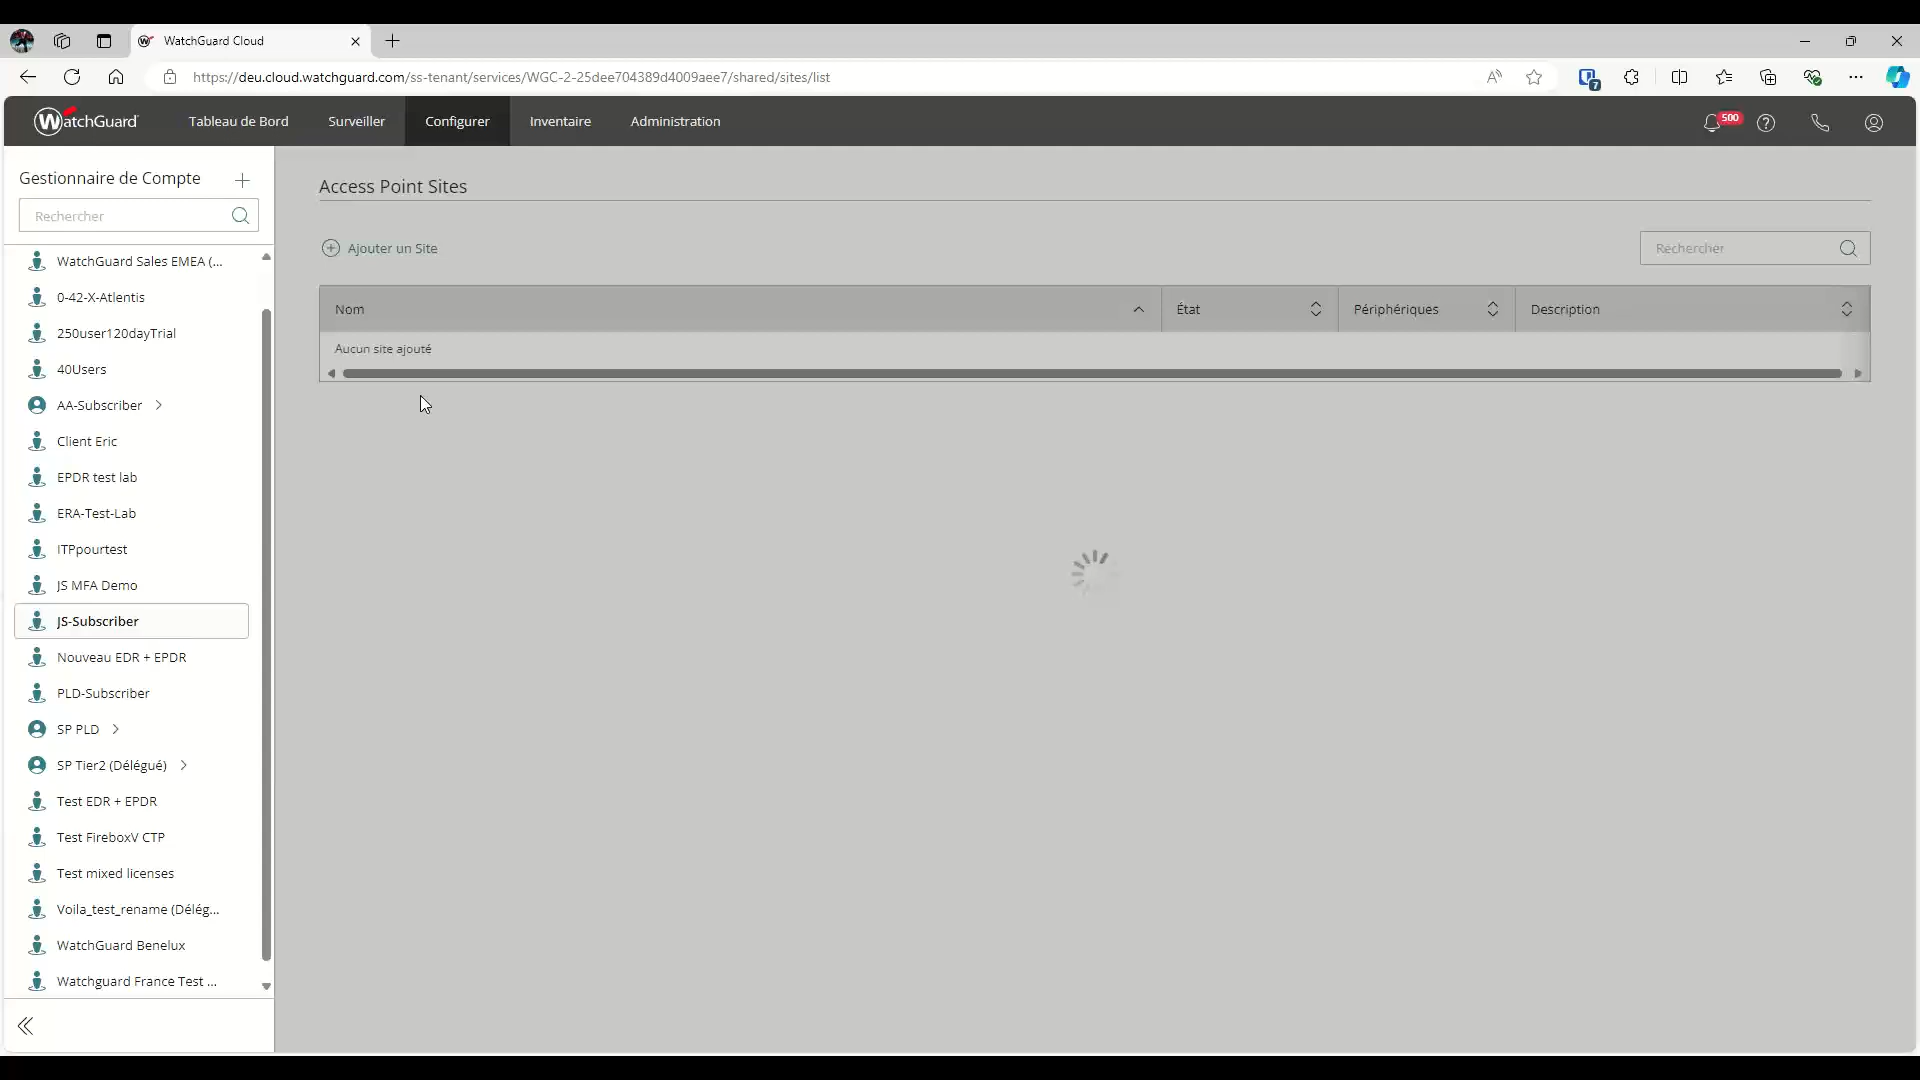 WatchGuard Cloud
https://deu.cloud.watchguard.com/ss-tenant/services/WGC-2-25dee704389d4009aee7/shared/sites/list
7
WatchGuard
Tableau de Bord
Surveiller
Configurer
Inventaire
Administration
500
Gestionnaire de Compte
Rechercher
WatchGuard Sales EMEA (...
0-42-X-Atlentis
250user120dayTrial
40Users
AA-Subscriber
Client Eric
EPDR test lab
ERA-Test-Lab
ITPpourtest
JS MFA Demo
JS-Subscriber
Nouveau EDR + EPDR
PLD-Subscriber
SP PLD
SP Tier2 (Délégué)
Test EDR + EPDR
Test FireboxV CTP
Test mixed licenses
Voila_test_rename (Délég...
WatchGuard Benelux
Watchguard France Test ...
Access Point Sites
Ajouter un Site
Rechercher
Nom
État
Périphériques
Description
Aucun site ajouté